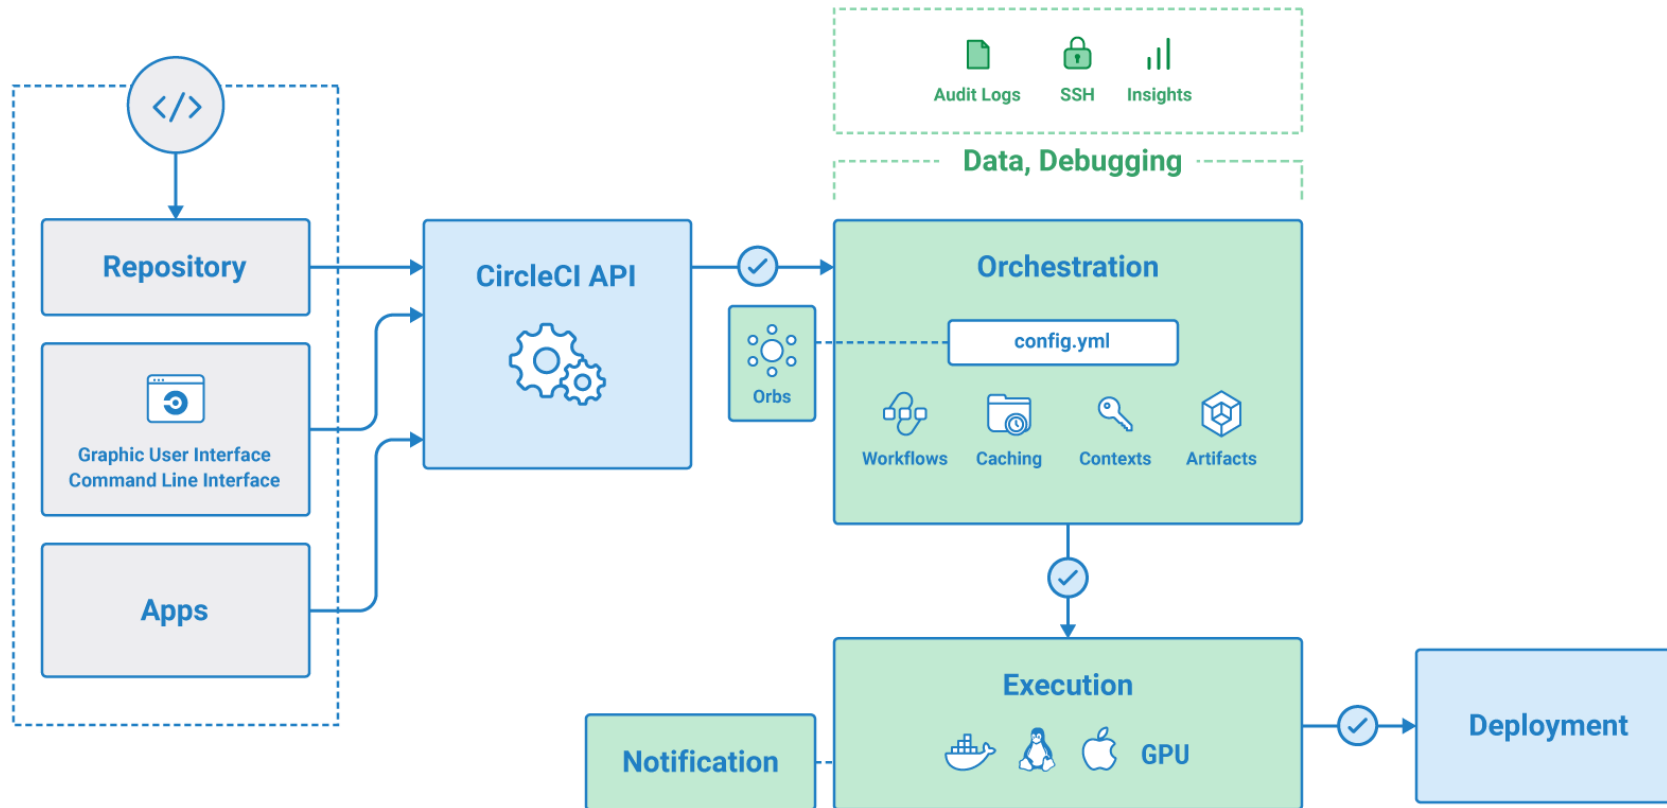 </>
Audit Logs
SSH
Insights
Data, Debugging
Repository
Graphic User Interface
Command Line Interface
Apps
CircleCI API
Orchestration
config.yml
Orbs
Workflows
Caching
Contexts
Artifacts
Execution
GPU
Notification
Deployment